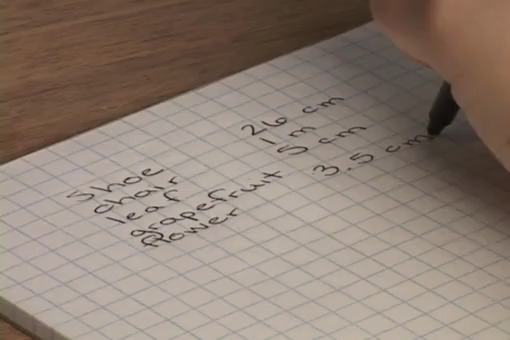 shoe 26 cm
chair 1 m
leaf 5 cm
grapefruit 3.5 cm
flower